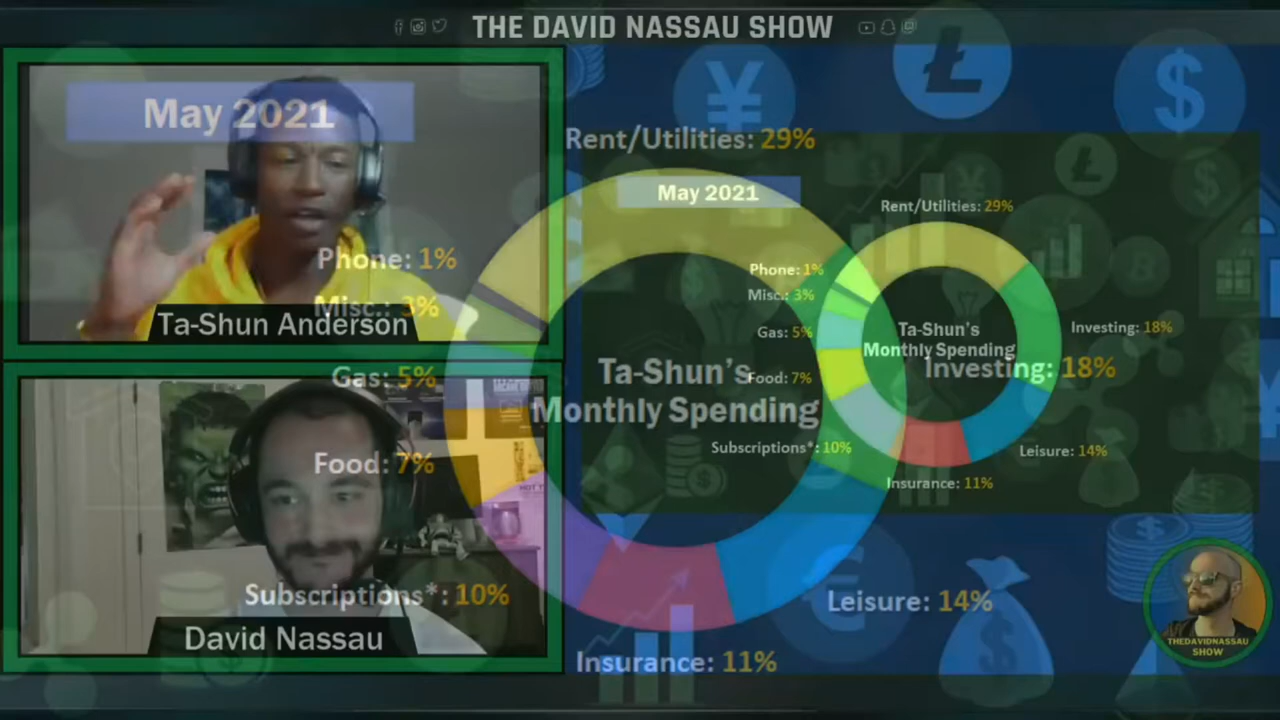 THE DAVID NASSAU SHOW
May 2021
Ta-Shun Anderson
David Nassau
Rent/Utilities: 29%
Phone: 1%
Misc.: 3%
Gas: 5%
Food: 7%
Subscriptions*: 10%
Insurance: 11%
Leisure: 14%
Investing: 18%
Ta-Shun's
Monthly Spending
May 2021
Rent/Utilities: 29%
Phone: 1%
Misc.: 3%
Gas: 5%
Food: 7%
Subscriptions*: 10%
Insurance: 11%
Leisure: 14%
Investing: 18%
Ta-Shun's
Monthly Spending
THEDAVIDNASSAU
SHOW